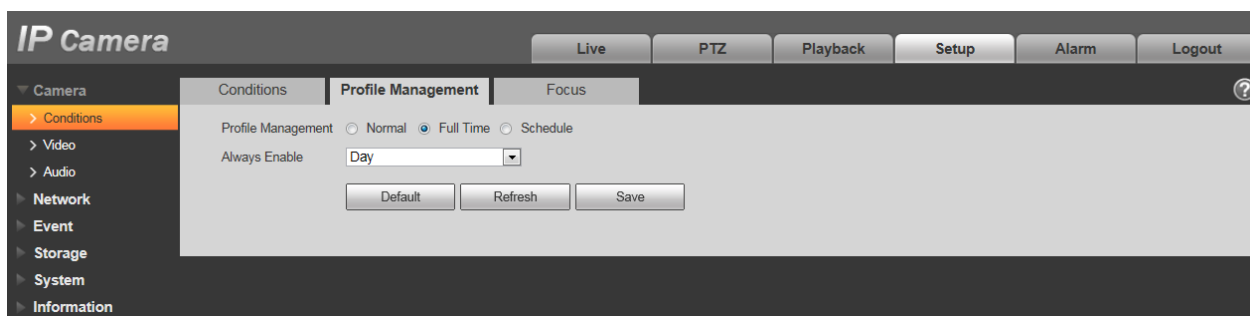 IP Camera
Live PTZ Playback Setup Alarm Logout
Camera
Conditions
Video
Audio
Network
Event
Storage
System
Information
Conditions Profile Management Focus
?
Profile Management Normal Full Time Schedule
Always Enable Day
Default Refresh Save